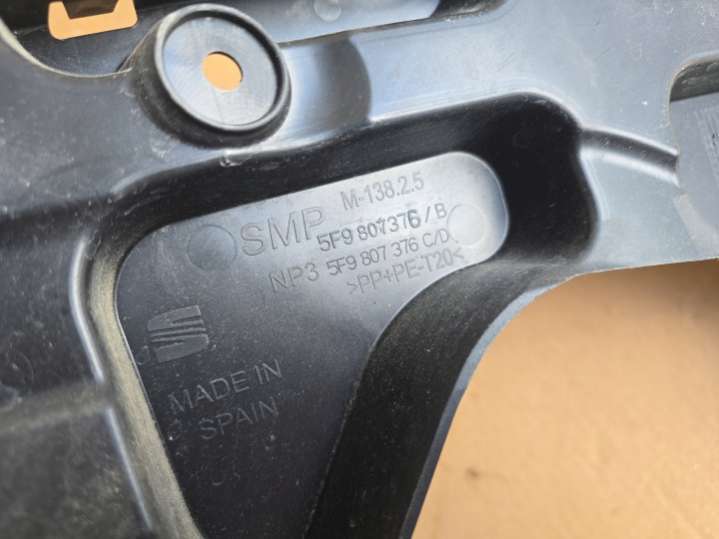 M-138.2.5
SMP
5F9 807376/B
NP3 5F9 807 376 C/D
>PP+PE-T20<
MADE IN
SPAIN